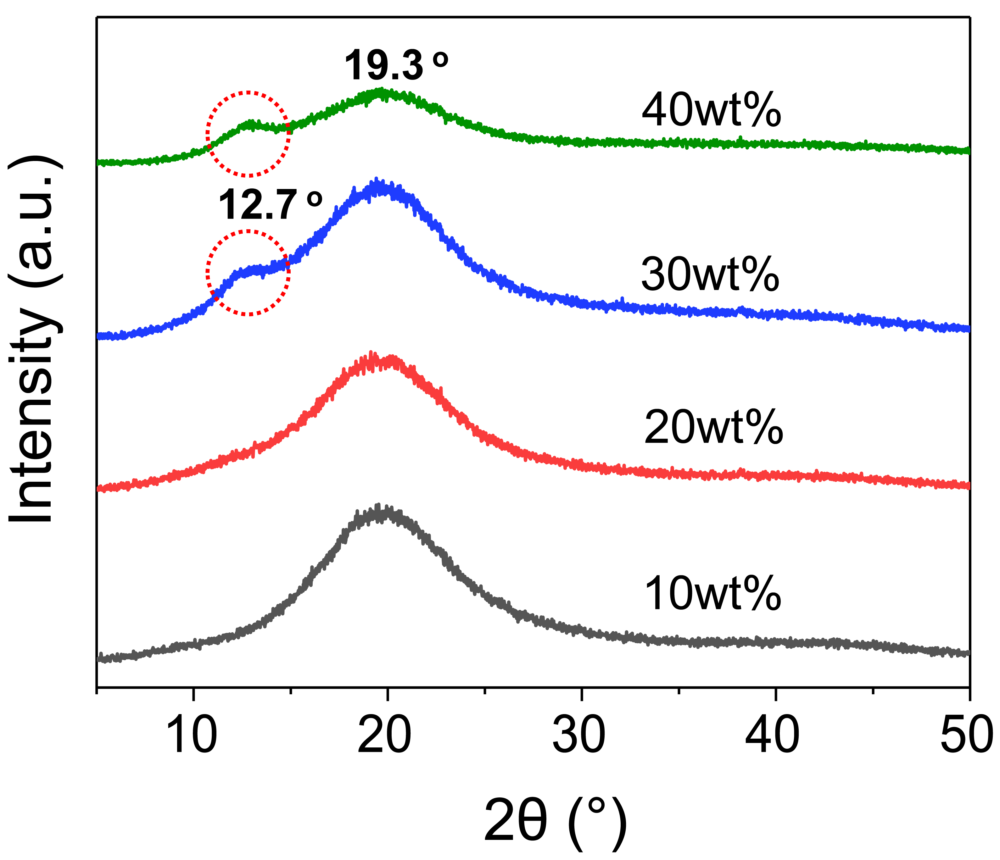 19.3 °
40wt%
12.7 °
30wt%
20wt%
10wt%
Intensity (a.u.)
10 20 30 40 50
2θ (°)